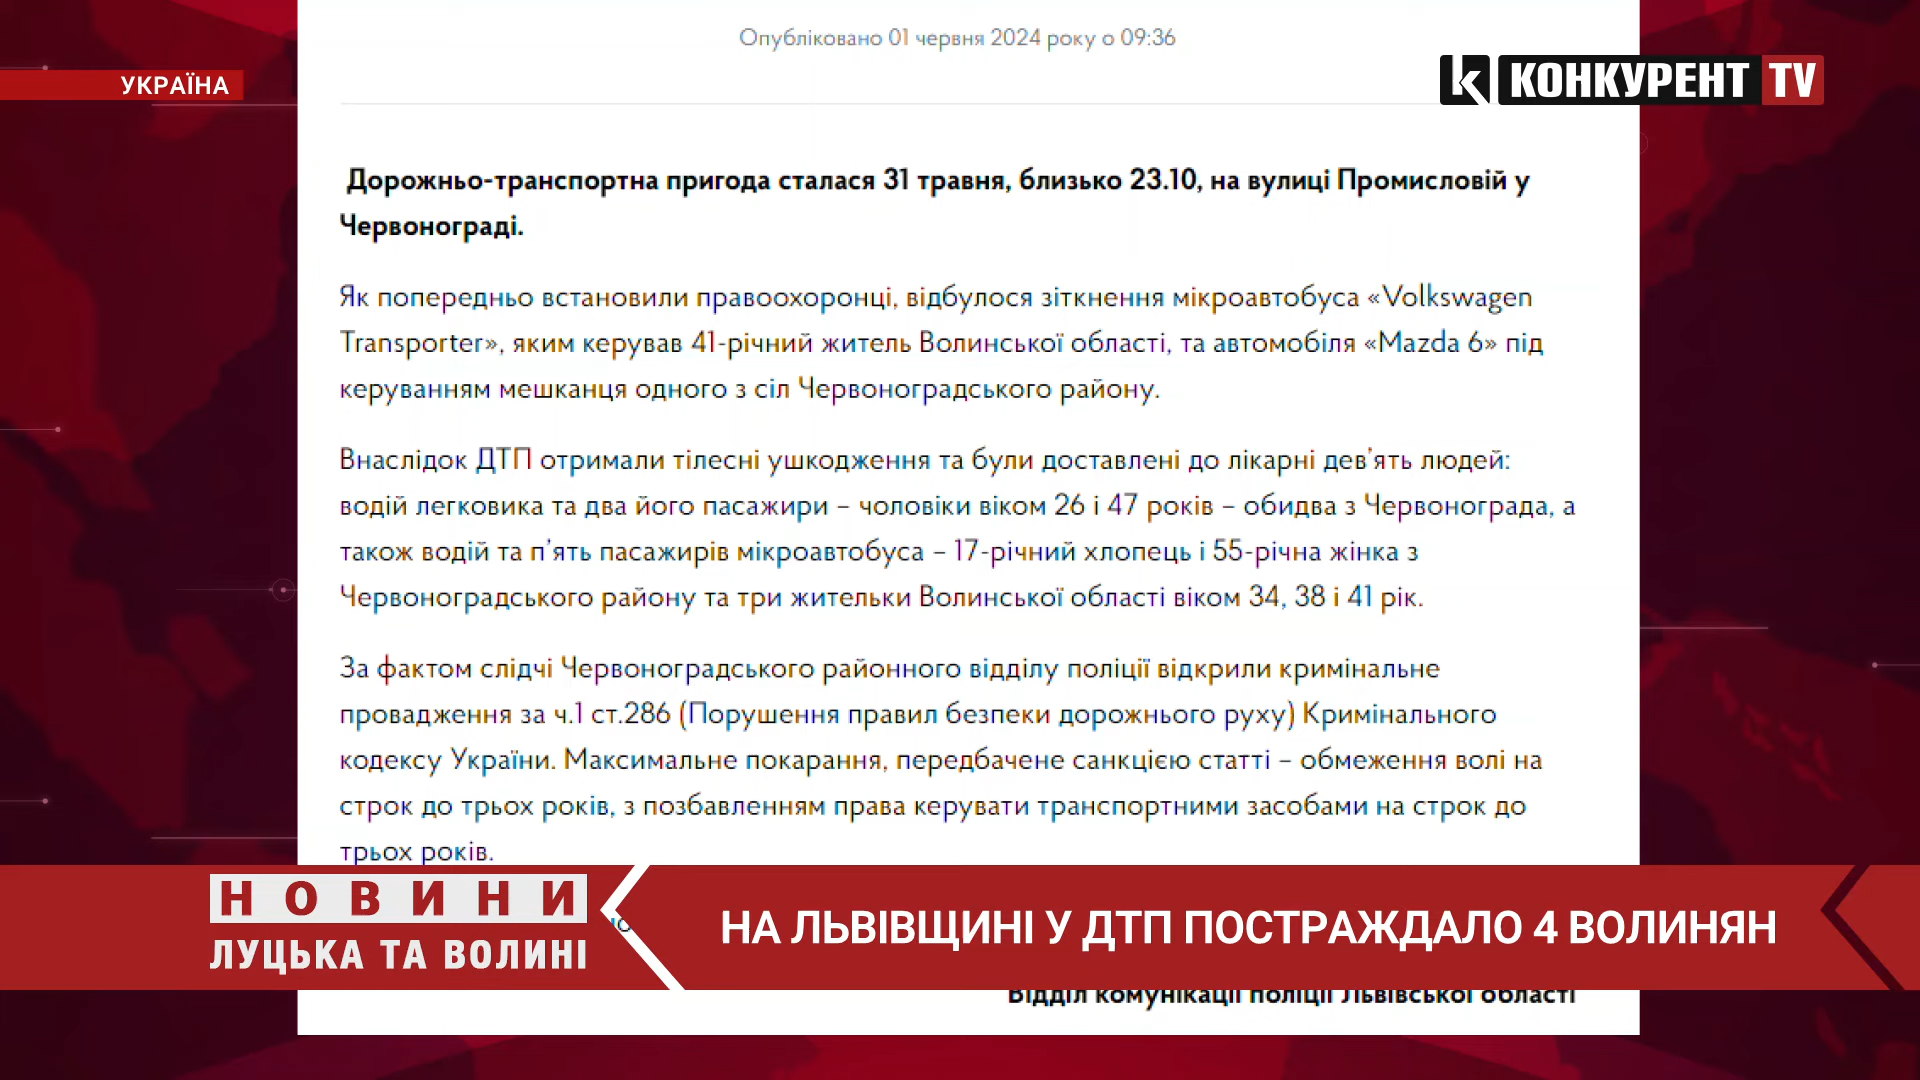 Опубліковано 01 червня 2024 року о 09:36
УКРАЇНА
КОНКУРЕНТ TV
Дорожньо-транспортна пригода сталася 31 травня, близько 23.10, на вулиці Промисловій у
Червонограді.
Як попередньо встановили правоохоронці, відбулося зіткнення мікроавтобуса «Volkswagen
Transporter», яким керував 41-річний житель Волинської області, та автомобіля «Mazda 6» під
керуванням мешканця одного з сіл Червоноградського району.
Внаслідок ДТП отримали тілесні ушкодження та були доставлені до лікарні дев’ять людей:
водій легковика та два його пасажири – чоловіки віком 26 і 47 років – обидва з Червонограда, а
також водій та п’ять пасажирів мікроавтобуса – 17-річний хлопець і 55-річна жінка з
Червоноградського району та три жительки Волинської області віком 34, 38 і 41 рік.
За фактом слідчі Червоноградського районного відділу поліції відкрили кримінальне
провадження за ч.1 ст.286 (Порушення правил безпеки дорожнього руху) Кримінального
кодексу України. Максимальне покарання, передбачене санкцією статті – обмеження волі на
строк до трьох років, з позбавленням права керувати транспортними засобами на строк до
трьох років.
НОВИНИ
ЛУЦЬКА ТА ВОЛИНІ
НА ЛЬВІВЩИНІ У ДТП ПОСТРАЖДАЛО 4 ВОЛИНЯН
Відділ комунікації поліції Львівської області